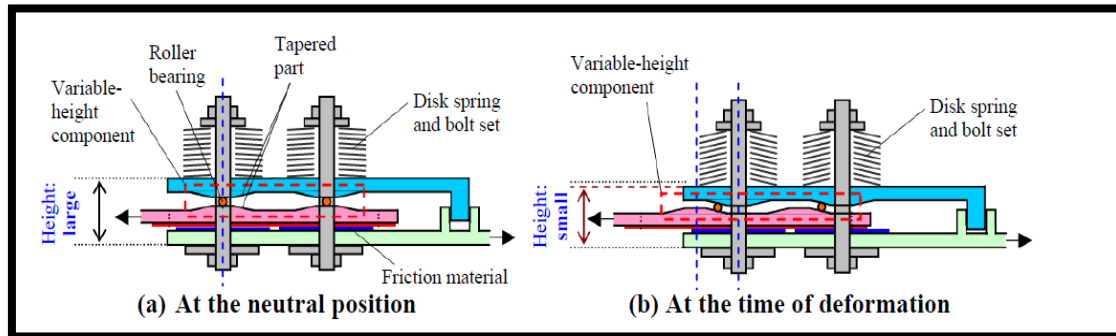 Roller
bearing
Tapered
part
Variable-
height
component
Disk spring
and bolt set
Height:
large
Friction material
(a) At the neutral position
Variable-height
component
Disk spring
and bolt set
Height:
small
(b) At the time of deformation